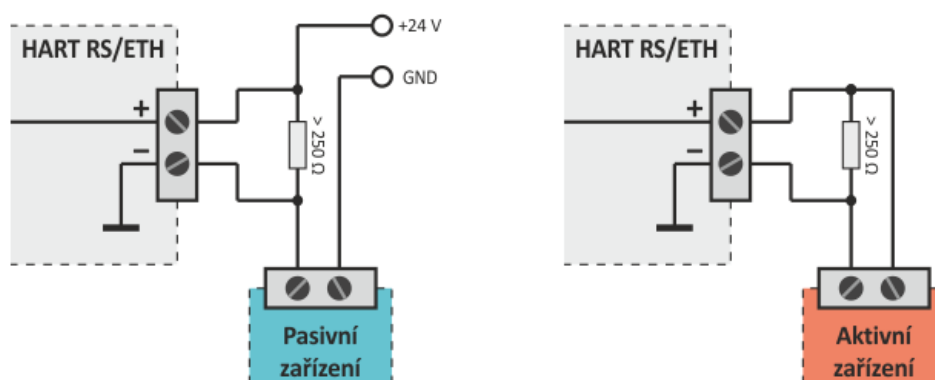 HART RS/ETH
+24 V
GND
+
−
> 250 Ω
Pasivní
zařízení
HART RS/ETH
+
−
> 250 Ω
Aktivní
zařízení